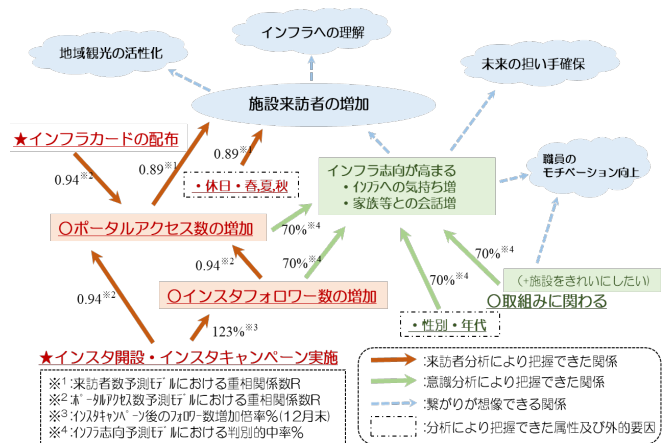 インフラへの理解
地域観光の活性化
未来の担い手確保
施設来訪者の増加
★インフラカードの配布
0.94※2
0.89※1
0.89※1
・休日・春,夏,秋
インフラ志向が高まる
・インフラへの気持ち増
・家族等との会話増
職員の
モチベーション向上
〇ポータルアクセス数の増加
70%※4
0.94※2
70%※4
70%※4
70%※4
(+施設をきれいにしたい)
〇取組みに関わる
0.94※2
〇インスタフォロワー数の増加
・性別・年代
123%※3
★インスタ開設・インスタキャンペーン実施
※1:来訪者数予測モデルにおける重相関係数R
※2:ポータルアクセス数予測モデルにおける重相関係数R
※3:インスタキャンペーン後のフォロワー数増加倍率%(12月末)
※4:インフラ志向予測モデルにおける判別的中率%
:来訪者分析により把握できた関係
:意識分析により把握できた関係
:繋がりが想像できる関係
:分析により把握できた属性及び外的要因